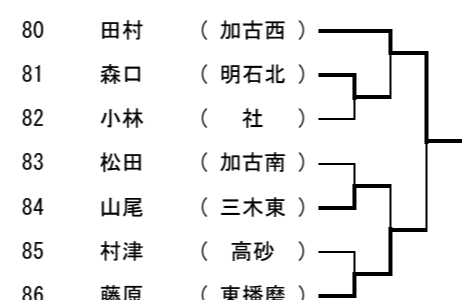 80 田村 （ 加古西 ）
81 森口 （ 明石北 ）
82 小林 （ 社 ）
83 松田 （ 加古南 ）
84 山尾 （ 三木東 ）
85 村津 （ 高砂 ）
86 藤原 （ 東播磨 ）